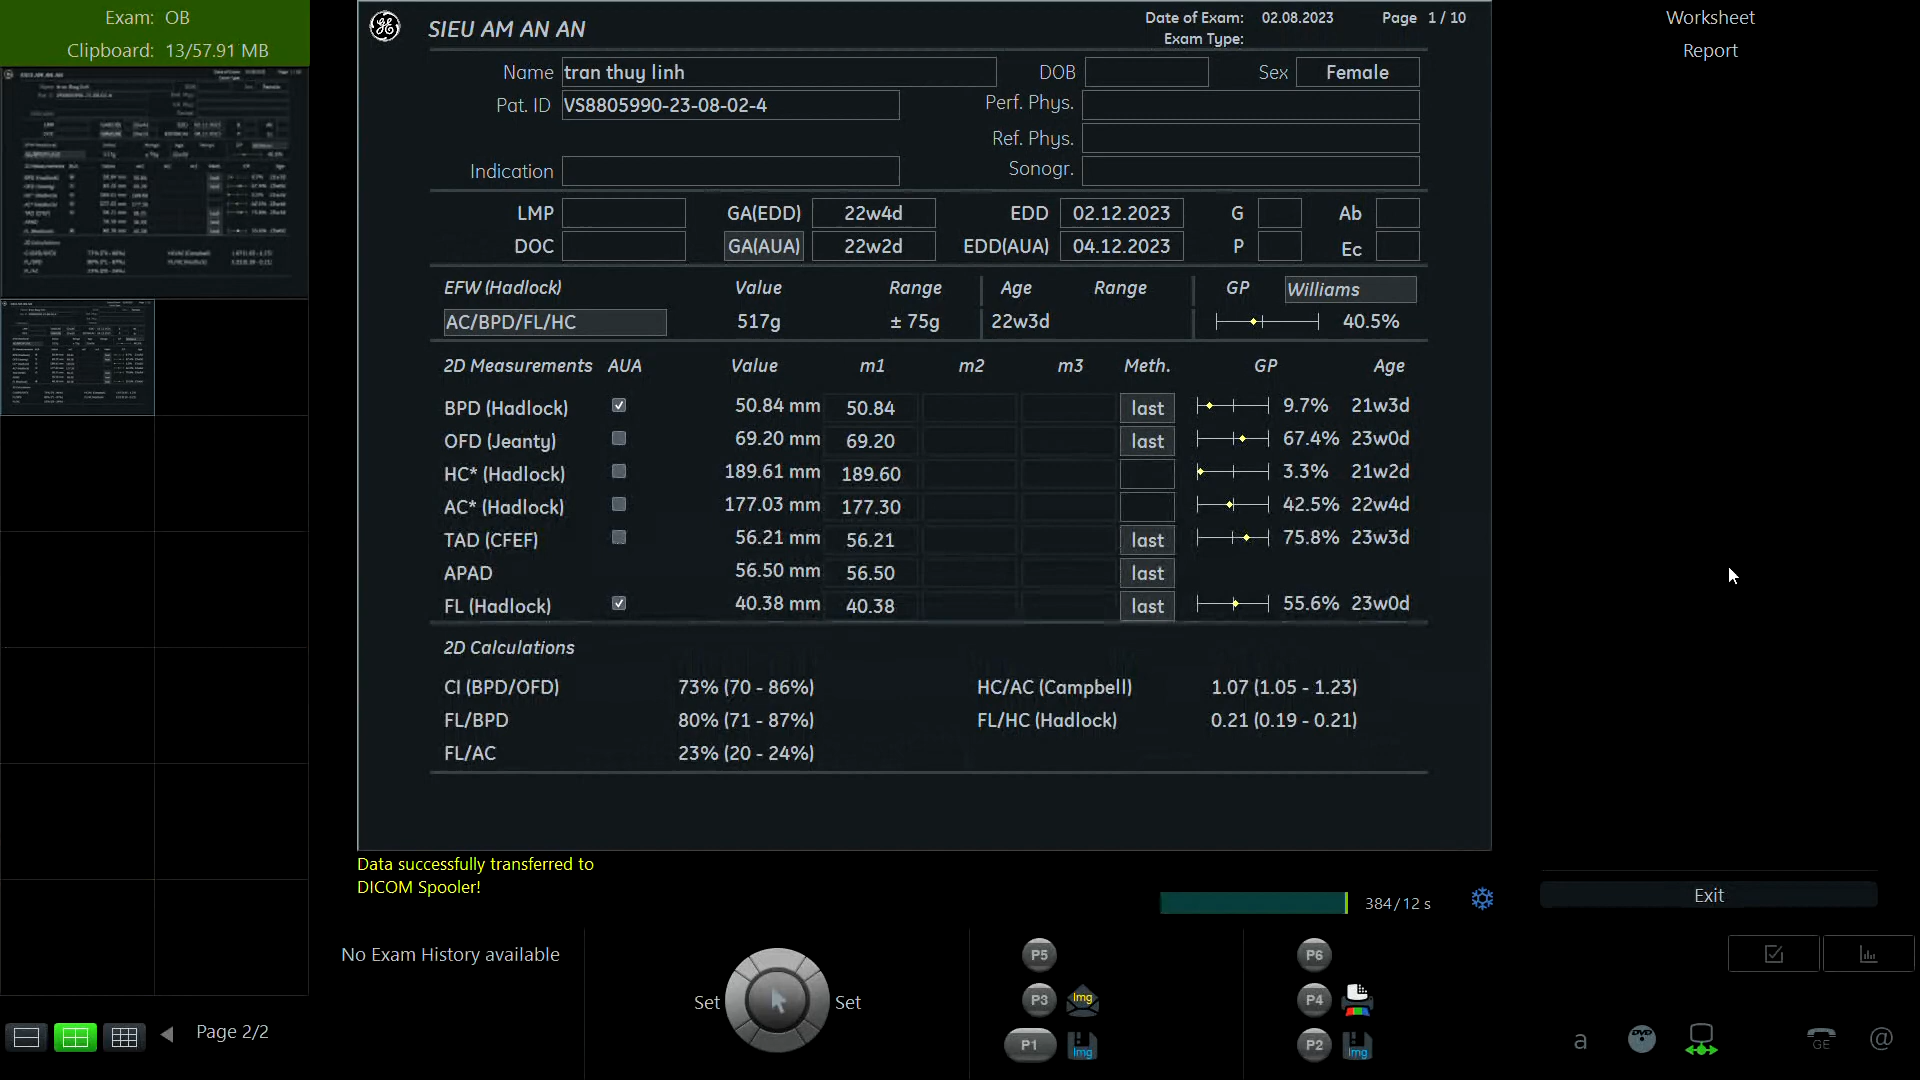 Exam: OB
Clipboard: 13/57.91 MB
SIEU AM AN AN
Date of Exam: 02.08.2023 Page 1 / 10
Exam Type:
Name tran thuy linh DOB Sex Female
Pat. ID VS8805990-23-08-02-4 Perf. Phys.
Ref. Phys.
Indication Sonogr.
LMP GA(EDD) 22w4d EDD 02.12.2023 G Ab
DOC GA(AUA) 22w2d EDD(AUA) 04.12.2023 P Ec
EFW (Hadlock) Value Range Age Range GP Williams
AC/BPD/FL/HC 517g ± 75g 22w3d 40.5%
2D Measurements AUA Value m1 m2 m3 Meth. GP Age
BPD (Hadlock) 50.84 mm 50.84 last 9.7% 21w3d
OFD (Jeanty) 69.20 mm 69.20 last 67.4% 23w0d
HC* (Hadlock) 189.61 mm 189.60 3.3% 21w2d
AC* (Hadlock) 177.03 mm 177.30 42.5% 22w4d
TAD (CFEF) 56.21 mm 56.21 last 75.8% 23w3d
APAD 56.50 mm 56.50 last
FL (Hadlock) 40.38 mm 40.38 last 55.6% 23w0d
2D Calculations
CI (BPD/OFD) 73% (70 - 86%) HC/AC (Campbell) 1.07 (1.05 - 1.23)
FL/BPD 80% (71 - 87%) FL/HC (Hadlock) 0.21 (0.19 - 0.21)
FL/AC 23% (20 - 24%)
Worksheet
Report
Data successfully transferred to
DICOM Spooler!
384/12 s
Exit
No Exam History available
Set Set
P5 P6
P3 Img P4
P1 Img P2 Img
Page 2/2
a DVD GE @